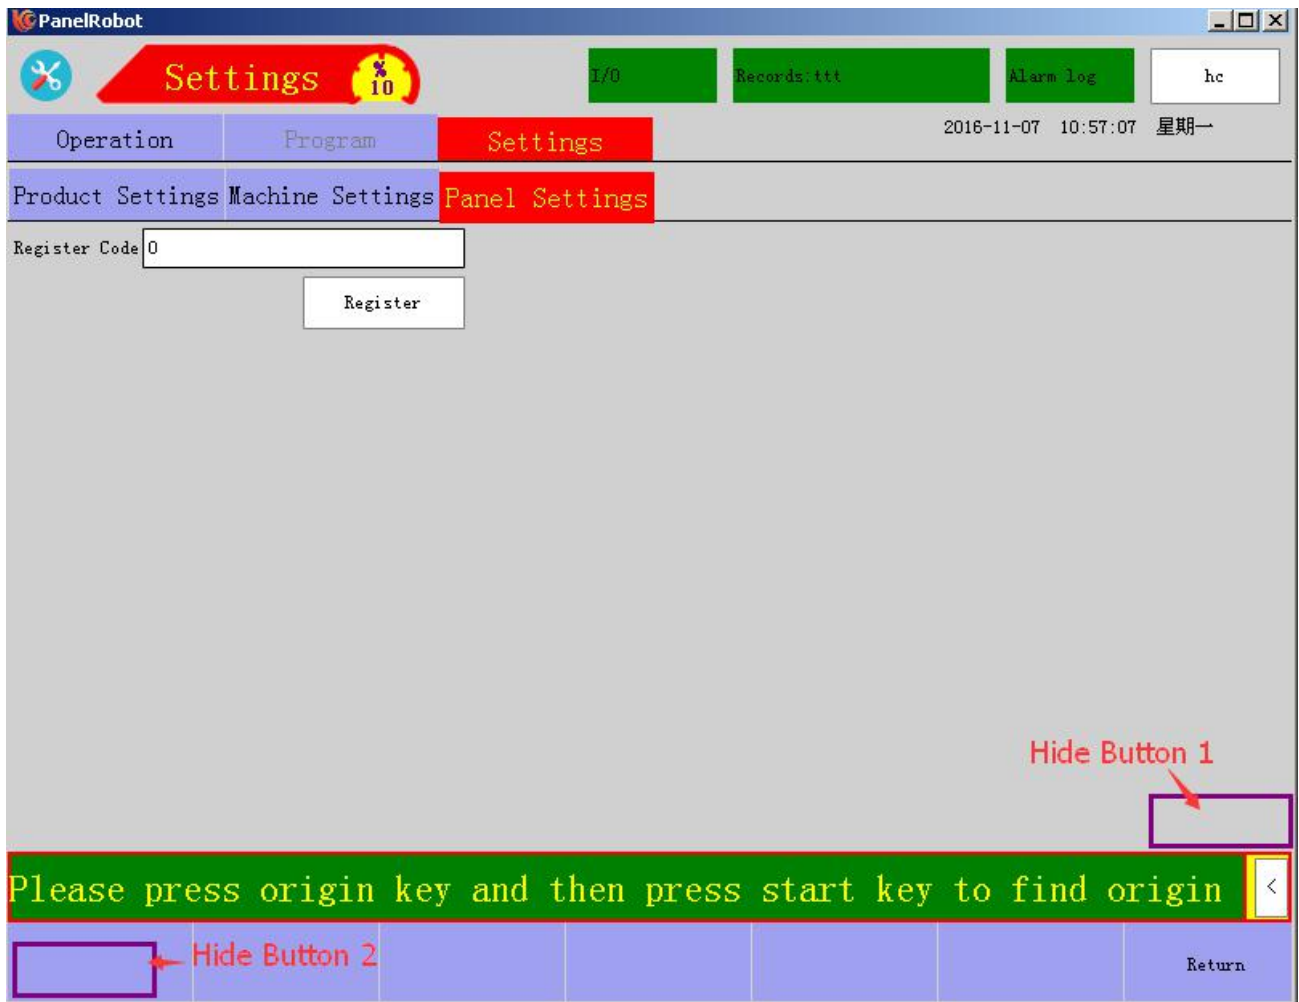 PanelRobot
Settings % 10 I/O Records:ttt Alarm log hc
2016-11-07 10:57:07 星期一
Operation Program Settings
Product Settings Machine Settings Panel Settings
Register Code 0
Register
Hide Button 1
Please press origin key and then press start key to find origin <
Hide Button 2
Return